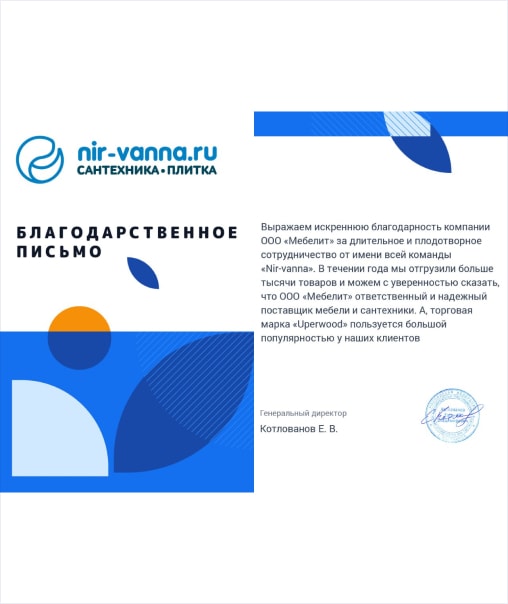 nir-vanna.ru
САНТЕХНИКА•ПЛИТКА
БЛАГОДАРСТВЕННОЕ
ПИСЬМО
Выражаем искреннюю благодарность компании
ООО «Мебелит» за длительное и плодотворное
сотрудничество от имени всей команды
«Nir-vanna». В течении года мы отгрузили больше
тысячи товаров и можем с уверенностью сказать,
что ООО «Мебелит» ответственный и надежный
поставщик мебели и сантехники. А, торговая
марка «Uperwood» пользуется большой
популярностью у наших клиентов
Генеральный директор
Котлованов Е. В.